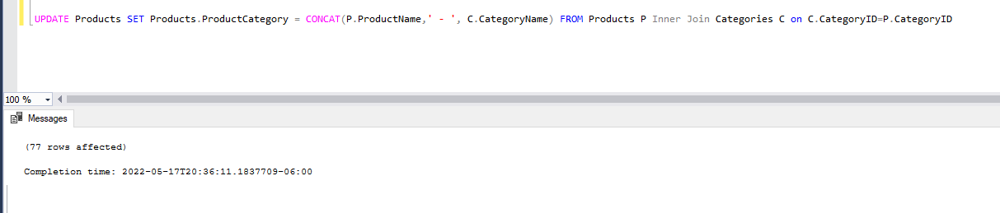 UPDATE Products SET Products.ProductCategory = CONCAT(P.ProductName,' - ', C.CategoryName) FROM Products P Inner Join Categories C on C.CategoryID=P.CategoryID
100 %
Messages
(77 rows affected)
Completion time: 2022-05-17T20:36:11.1837709-06:00